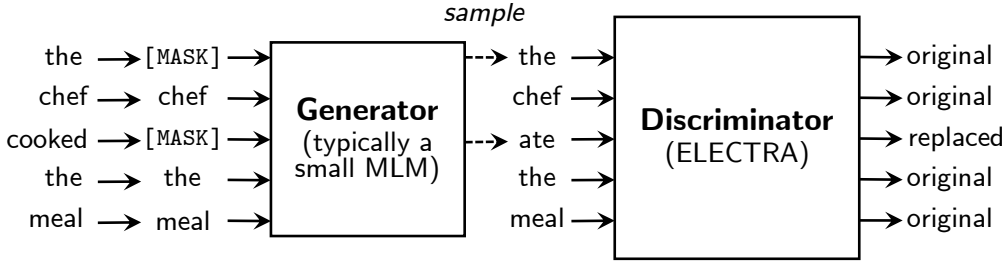 sample
the [MASK] the original
chef chef chef original
Generator
(typically a
small MLM)
Discriminator
(ELECTRA)
cooked [MASK] ate replaced
the the the original
meal meal meal original